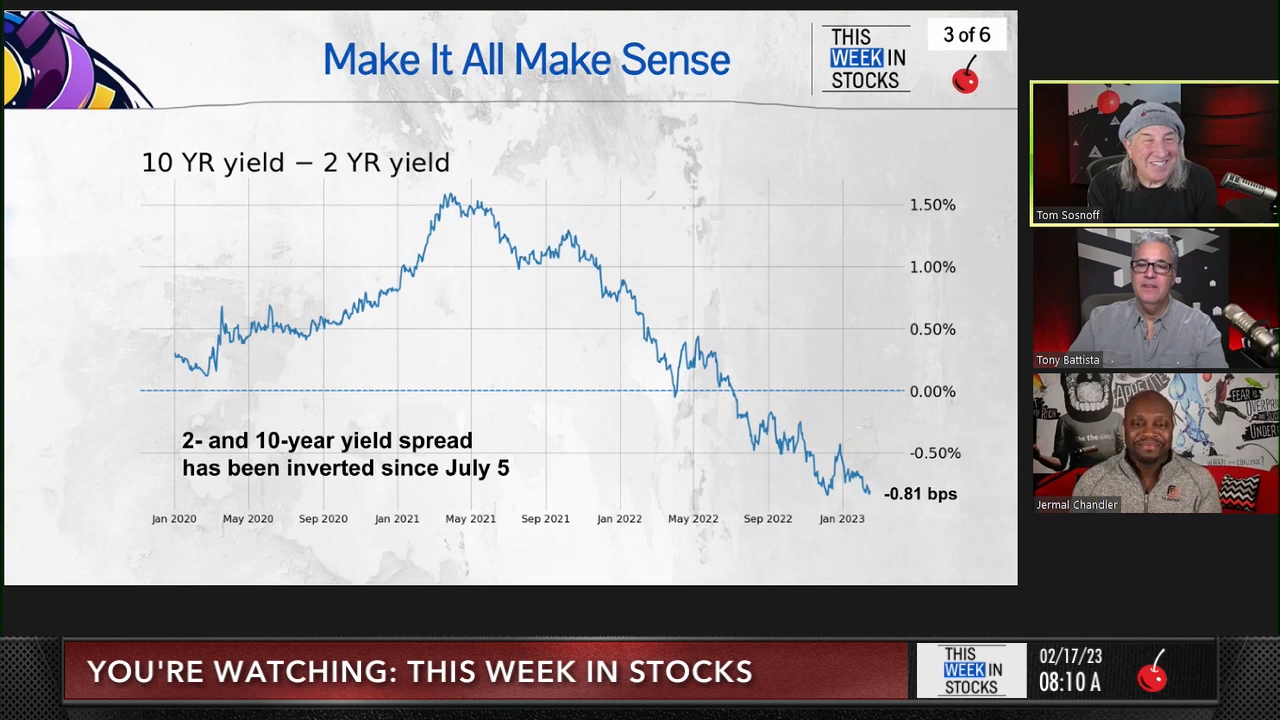 Make It All Make Sense
THIS
WEEK IN
STOCKS
3 of 6
10 YR yield − 2 YR yield
1.50%
1.00%
0.50%
0.00%
-0.50%
-0.81 bps
2- and 10-year yield spread
has been inverted since July 5
Jan 2020 May 2020 Sep 2020 Jan 2021 May 2021 Sep 2021 Jan 2022 May 2022 Sep 2022 Jan 2023
Tom Sosnoff
Tony Battista
APPETITE
FEAR IS
UNDER
Jermal Chandler
YOU'RE WATCHING: THIS WEEK IN STOCKS
THIS
WEEK IN
STOCKS
02/17/23
08:10 A